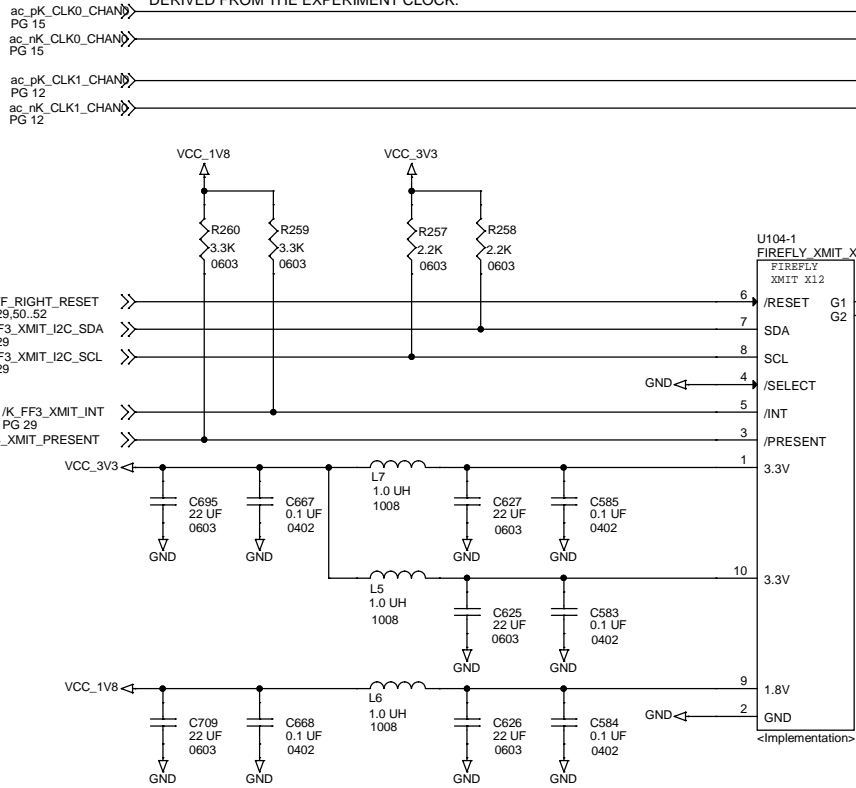 DERIVED FROM THE EXPERIMENT CLOCK.
ac_pK_CLK0_CHAN0
PG 15
ac_nK_CLK0_CHAN0
PG 15
ac_pK_CLK1_CHAN0
PG 12
ac_nK_CLK1_CHAN0
PG 12
VCC_1V8
VCC_3V3
R260
3.3K
0603
R259
3.3K
0603
R257
2.2K
0603
R258
2.2K
0603
U104-1
FIREFLY_XMIT_X
FIREFLY
XMIT X12
F_RIGHT_RESET
29,50..52
F3_XMIT_I2C_SDA
29
F3_XMIT_I2C_SCL
29
/K_FF3_XMIT_INT
PG 29
_XMIT_PRESENT
6 /RESET G1
G2
7 SDA
8 SCL
GND 4 /SELECT
5 /INT
3 /PRESENT
VCC_3V3
1 3.3V
L7
1.0 UH
1008
C695
22 UF
0603
GND
C667
0.1 UF
0402
GND
C627
22 UF
0603
GND
C585
0.1 UF
0402
GND
10 3.3V
L5
1.0 UH
1008
C625
22 UF
0603
GND
C583
0.1 UF
0402
GND
VCC_1V8
9 1.8V
L6
1.0 UH
1008
GND 2 GND
<Implementation>
C709
22 UF
0603
GND
C668
0.1 UF
0402
GND
C626
22 UF
0603
GND
C584
0.1 UF
0402
GND